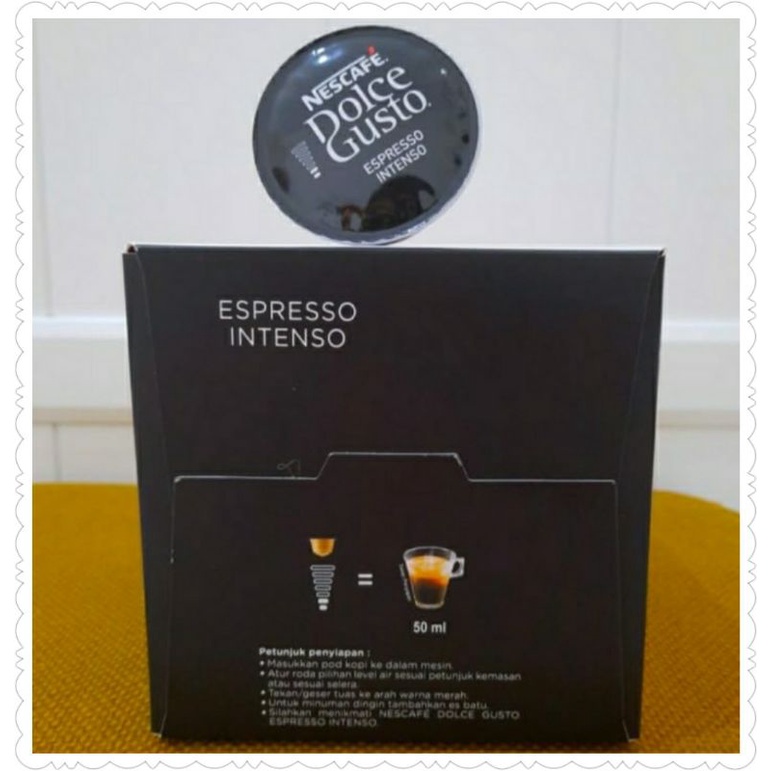 NESCAFÉ
Dolce
Gusto
ESPRESSO
INTENSO
ESPRESSO
INTENSO
=
50 ml
Petunjuk penyiapan :
• Masukkan pod kopi ke dalam mesin.
• Atur roda pilihan level air sesuai petunjuk kemasan
atau sesuai selera.
• Tekan/geser tuas ke arah warna merah.
• Untuk minuman dingin tambahkan es batu.
• Silahkan menikmati NESCAFÉ DOLCE GUSTO
ESPRESSO INTENSO.